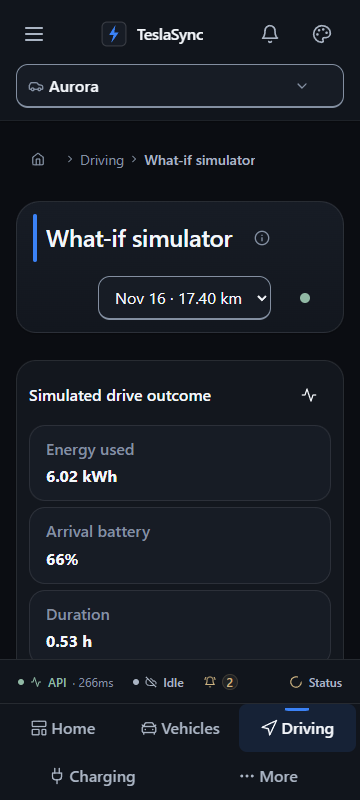 TeslaSync
Aurora
Driving
What-if simulator
What-if simulator
Nov 16 · 17.40 km
Simulated drive outcome
Energy used
6.02 kWh
Arrival battery
66%
Duration
0.53 h
API · 266ms
Idle
2
Status
Home
Vehicles
Driving
Charging
More